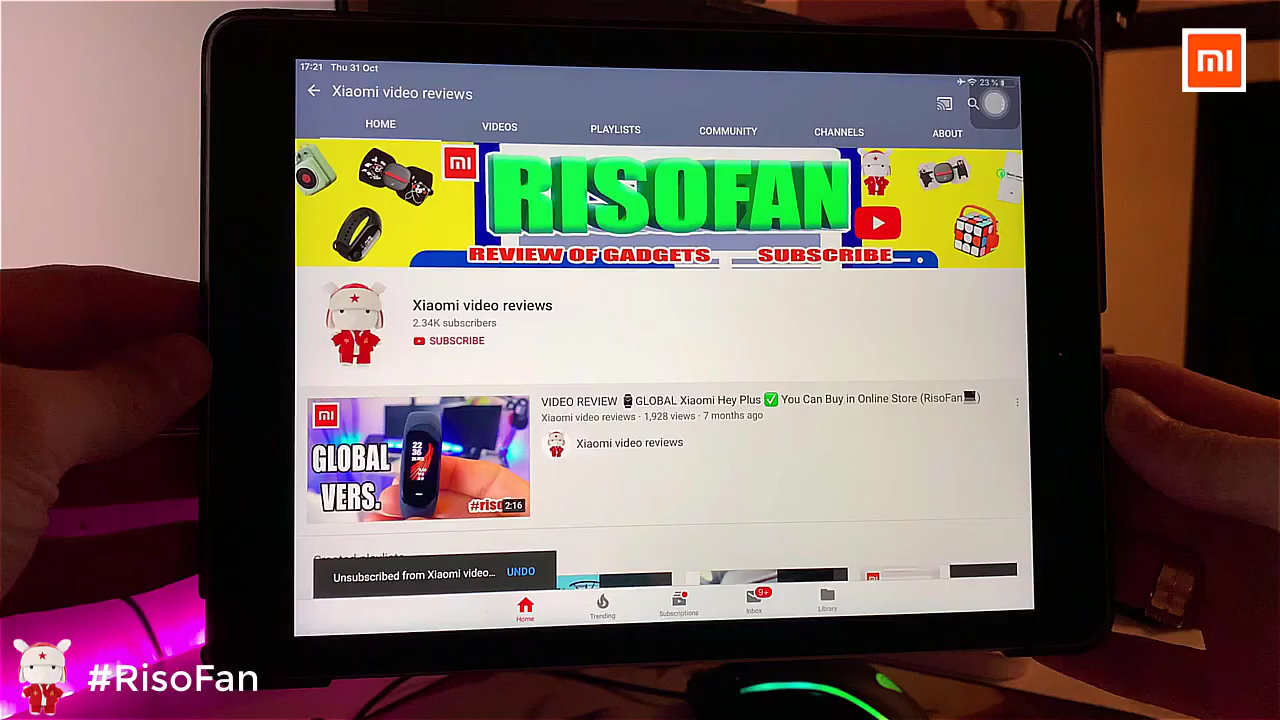 17:21 Thu 31 Oct
23 %
Xiaomi video reviews
HOME
VIDEOS
PLAYLISTS
COMMUNITY
CHANNELS
ABOUT
mi
RISOFAN
REVIEW OF GADGETS
SUBSCRIBE
Xiaomi video reviews
2.34K subscribers
SUBSCRIBE
mi
GLOBAL
VERS.
2:16
VIDEO REVIEW GLOBAL Xiaomi Hey Plus ✅ You Can Buy in Online Store (RisoFan💻)
Xiaomi video reviews · 1,928 views · 7 months ago
Xiaomi video reviews
Created playlists
Unsubscribed from Xiaomi video... UNDO
Home
Trending
Subscriptions
9+
Inbox
Library
mi
#RisoFan